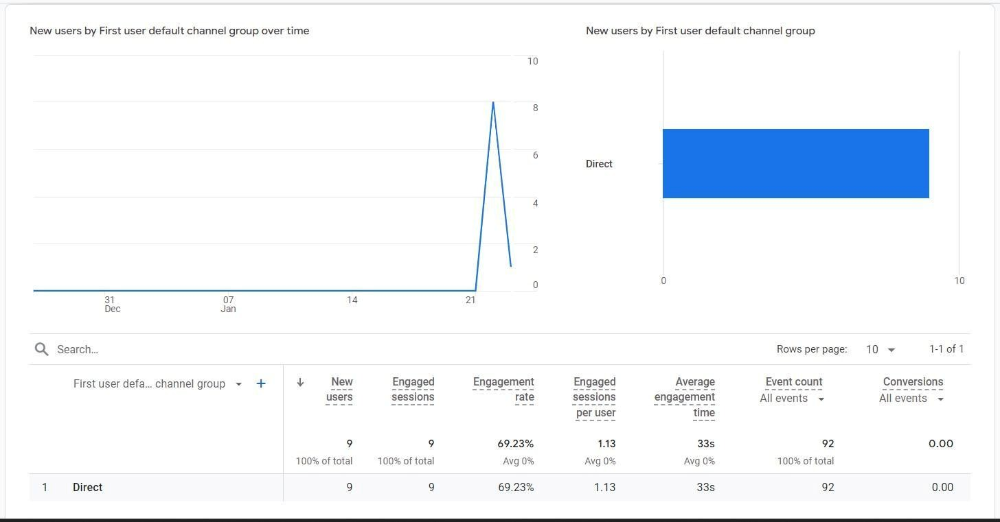 New users by First user default channel group over time
10
8
6
4
2
0
31 Dec
07 Jan
14
21
New users by First user default channel group
Direct
0
10
Search...
Rows per page: 10 1-1 of 1
First user defa... channel group +
New users
Engaged sessions
Engagement rate
Engaged sessions per user
Average engagement time
Event count
All events
Conversions
All events
9 9 69.23% 1.13 33s 92 0.00
100% of total 100% of total Avg 0% Avg 0% Avg 0% 100% of total
1 Direct 9 9 69.23% 1.13 33s 92 0.00